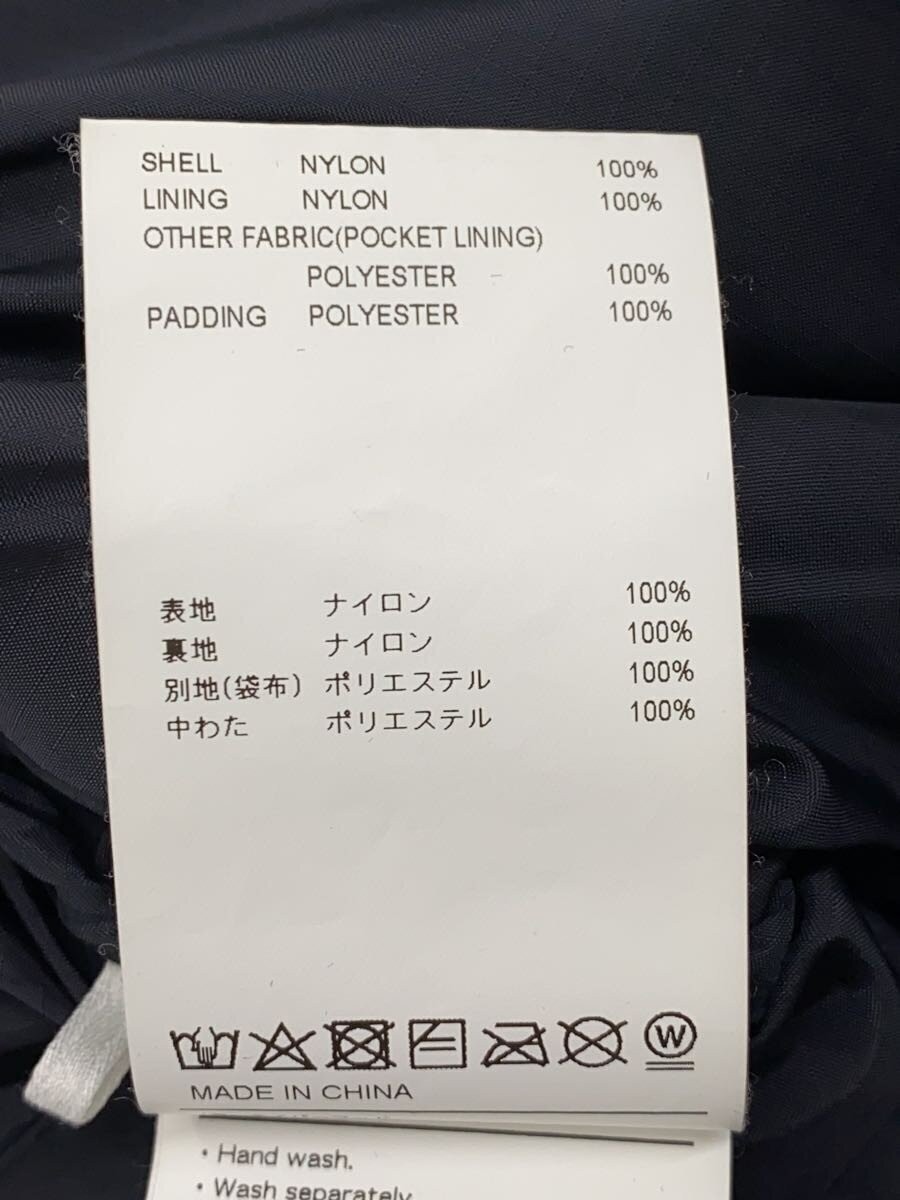 SHELL NYLON 100%
LINING NYLON 100%
OTHER FABRIC(POCKET LINING)
POLYESTER 100%
PADDING POLYESTER 100%
表地 ナイロン 100%
裏地 ナイロン 100%
別地(袋布) ポリエステル 100%
中わた ポリエステル 100%
W
MADE IN CHINA
・Hand wash.
・Wash separately